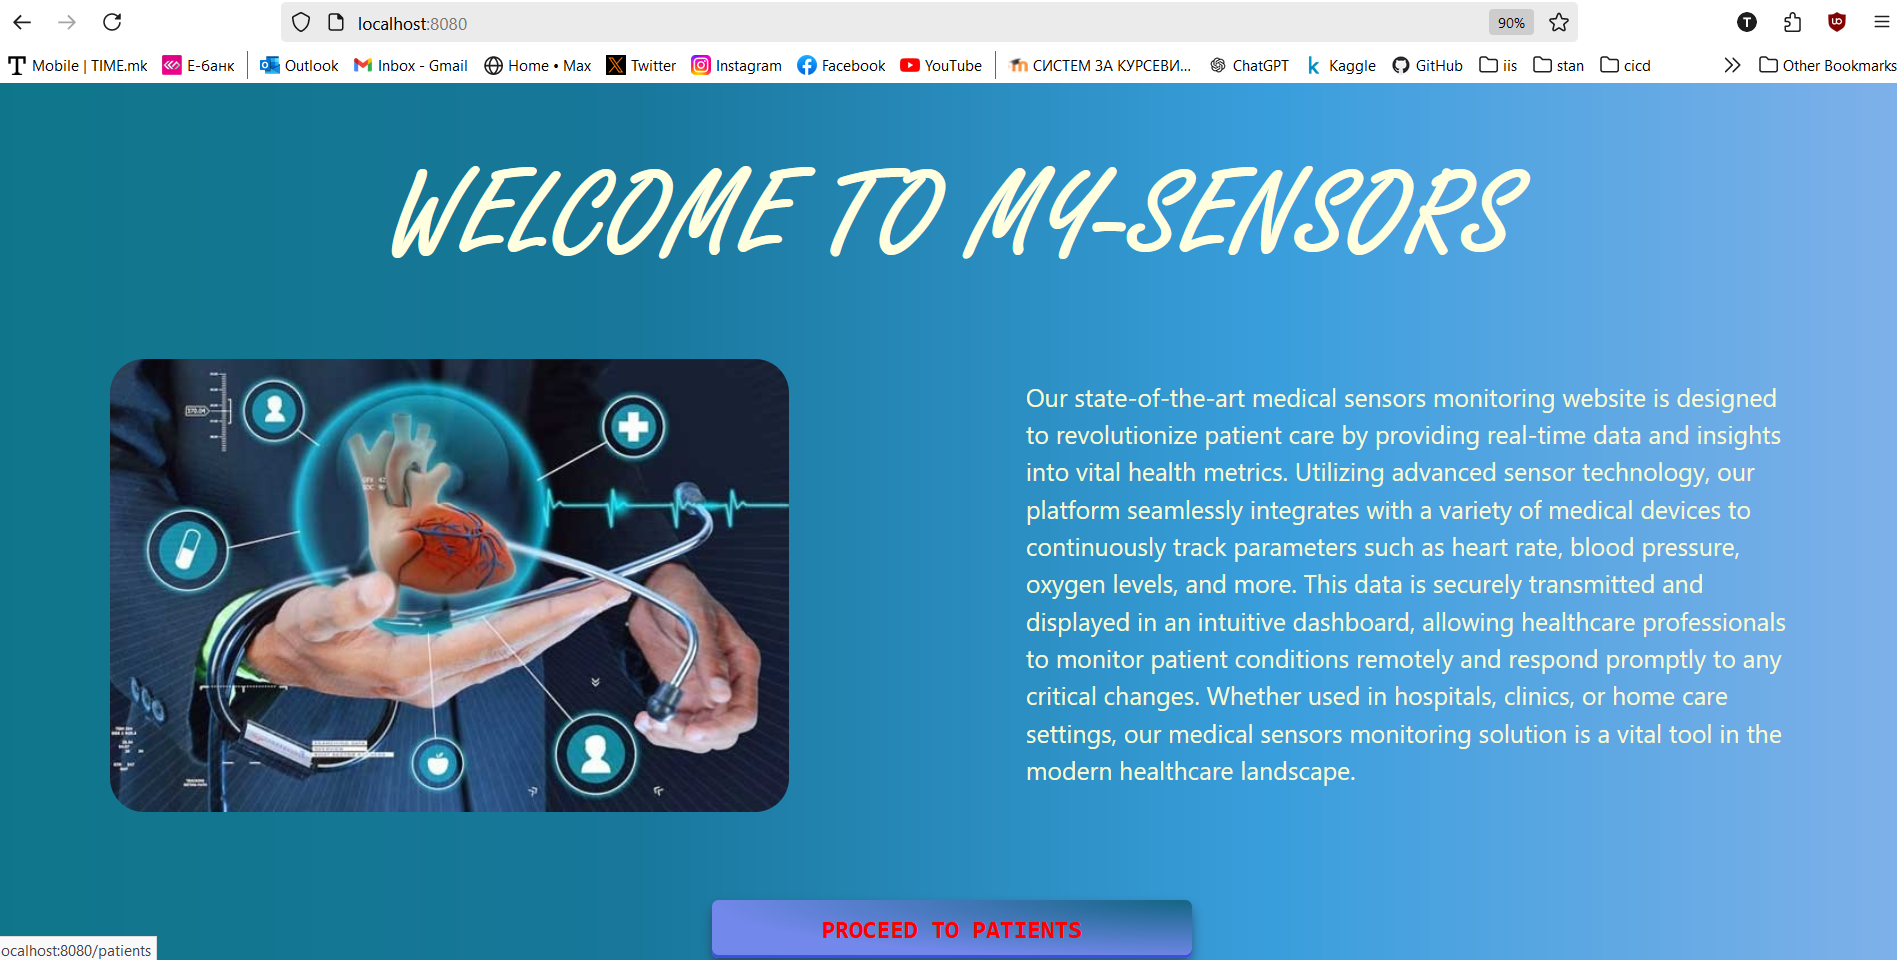 localhost:8080
90%
T
Mobile | TIME.mk
Е-банк
Outlook
Inbox - Gmail
Home • Max
Twitter
Instagram
Facebook
YouTube
СИСТЕМ ЗА КУРСЕВИ...
ChatGPT
Kaggle
GitHub
iis
stan
cicd
Other Bookmarks
WELCOME TO MY-SENSORS
370.04
Our state-of-the-art medical sensors monitoring website is designed
to revolutionize patient care by providing real-time data and insights
into vital health metrics. Utilizing advanced sensor technology, our
platform seamlessly integrates with a variety of medical devices to
continuously track parameters such as heart rate, blood pressure,
oxygen levels, and more. This data is securely transmitted and
displayed in an intuitive dashboard, allowing healthcare professionals
to monitor patient conditions remotely and respond promptly to any
critical changes. Whether used in hospitals, clinics, or home care
settings, our medical sensors monitoring solution is a vital tool in the
modern healthcare landscape.
PROCEED TO PATIENTS
ocalhost:8080/patients